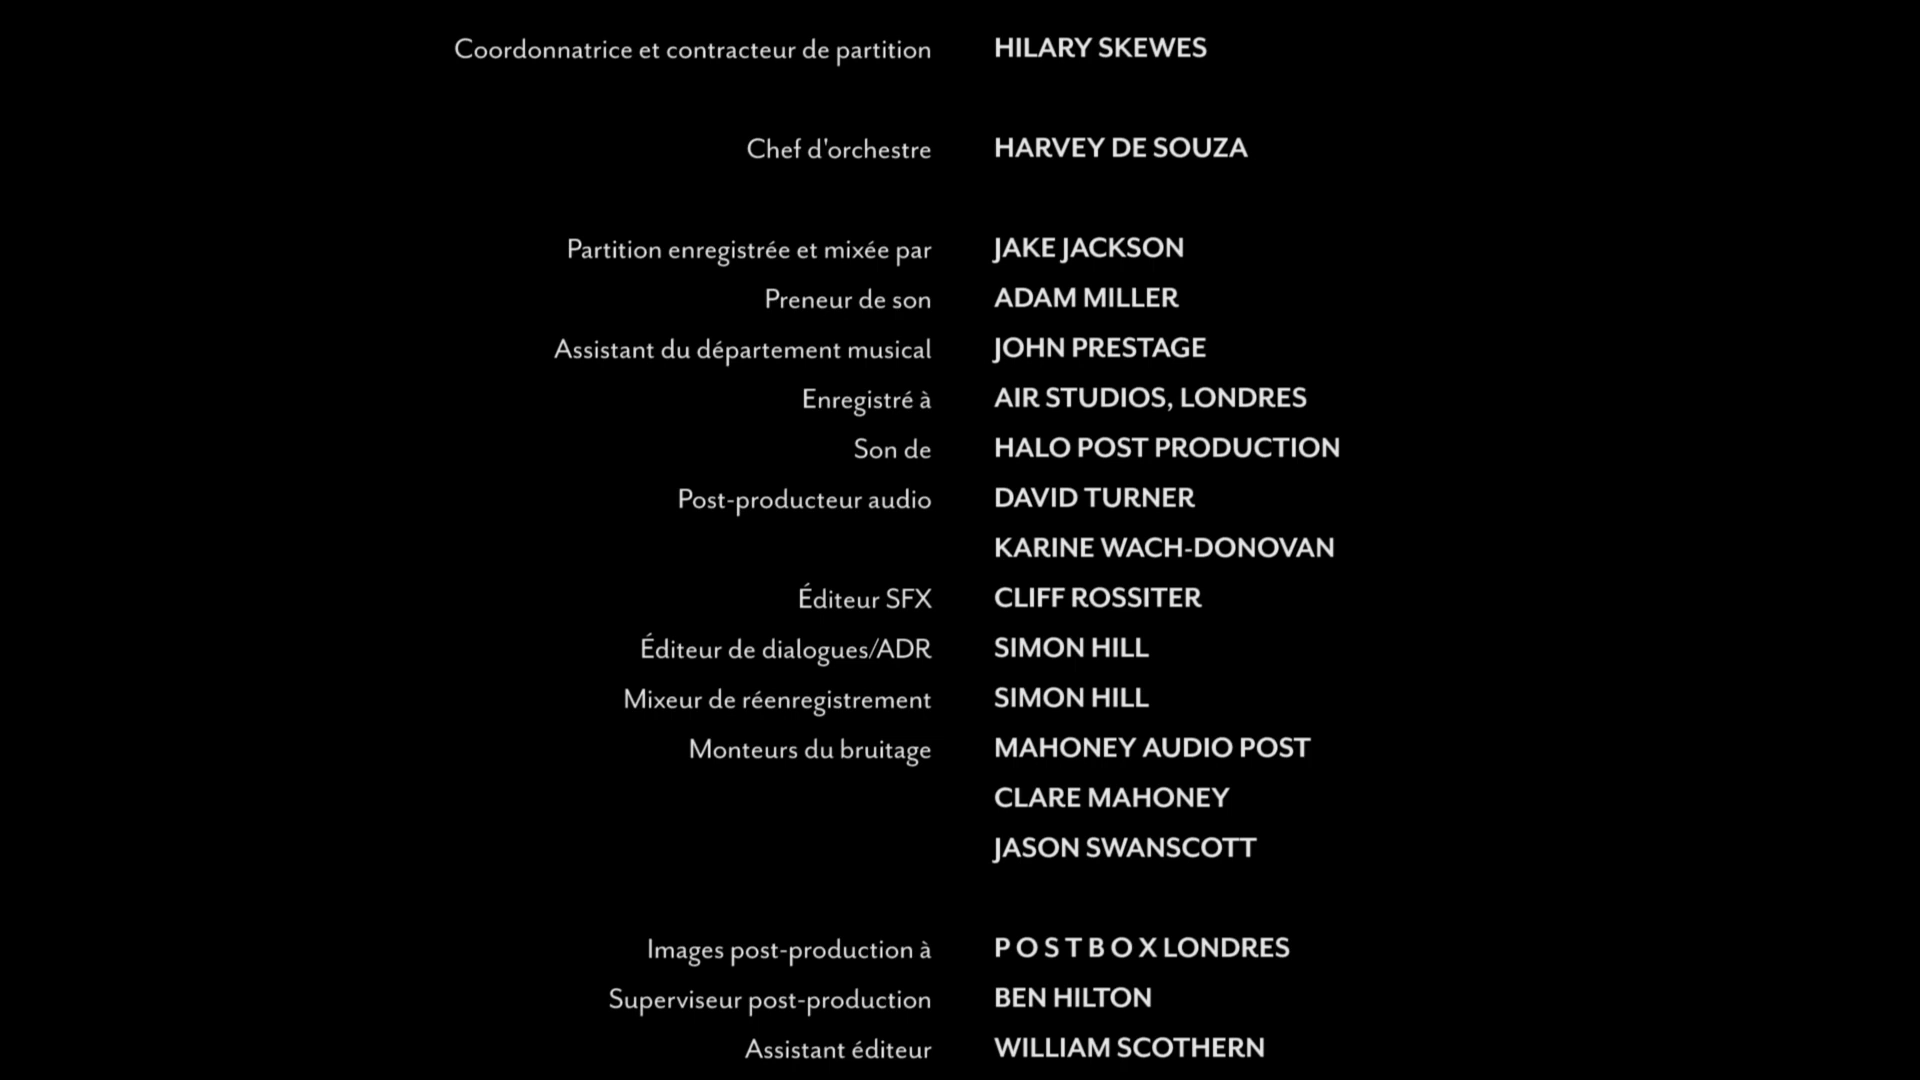 Coordonnatrice et contracteur de partition HILARY SKEWES
Chef d'orchestre HARVEY DE SOUZA
Partition enregistrée et mixée par JAKE JACKSON
Preneur de son ADAM MILLER
Assistant du département musical JOHN PRESTAGE
Enregistré à AIR STUDIOS, LONDRES
Son de HALO POST PRODUCTION
Post-producteur audio DAVID TURNER
KARINE WACH-DONOVAN
Éditeur SFX CLIFF ROSSITER
Éditeur de dialogues/ADR SIMON HILL
Mixeur de réenregistrement SIMON HILL
Monteurs du bruitage MAHONEY AUDIO POST
CLARE MAHONEY
JASON SWANSCOTT
Images post-production à P O S T B O X LONDRES
Superviseur post-production BEN HILTON
Assistant éditeur WILLIAM SCOTHERN